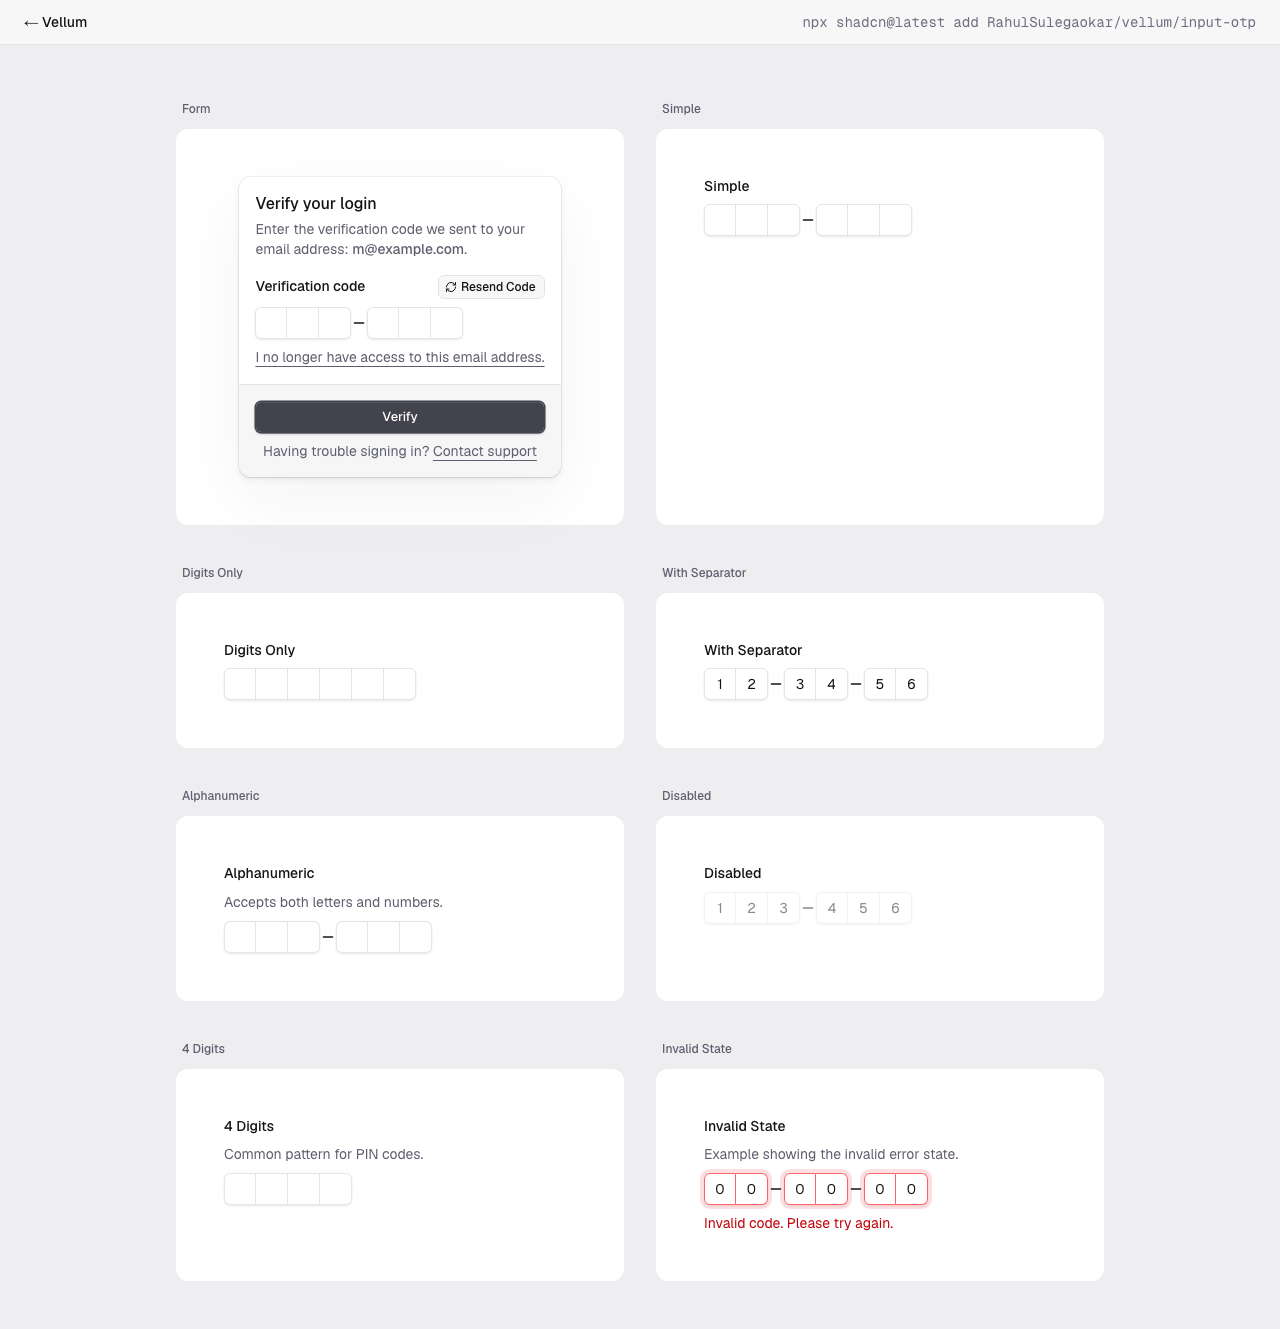 ← Vellum
npx shadcn@latest add RahulSulegaokar/vellum/input-otp
Form
Verify your login
Enter the verification code we sent to your
email address: m@example.com.
Verification code
Resend Code
I no longer have access to this email address.
Verify
Having trouble signing in? Contact support
Simple
Simple
Digits Only
Digits Only
With Separator
With Separator
1 2 — 3 4 — 5 6
Alphanumeric
Alphanumeric
Accepts both letters and numbers.
Disabled
Disabled
1 2 3 — 4 5 6
4 Digits
4 Digits
Common pattern for PIN codes.
Invalid State
Invalid State
Example showing the invalid error state.
0 0 — 0 0 — 0 0
Invalid code. Please try again.